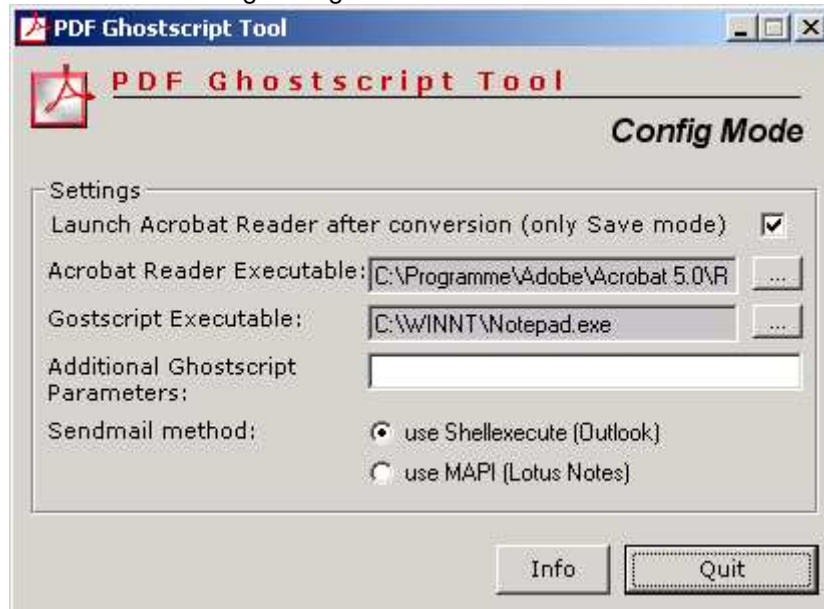 PDF Ghostscript Tool
PDF Ghostscript Tool
Config Mode
Settings
Launch Acrobat Reader after conversion (only Save mode)
Acrobat Reader Executable: C:\Programme\Adobe\Acrobat 5.0\R ...
Gostscript Executable: C:\WINNT\Notepad.exe ...
Additional Ghostscript
Parameters:
Sendmail method: use Shellexecute (Outlook)
use MAPI (Lotus Notes)
Info Quit